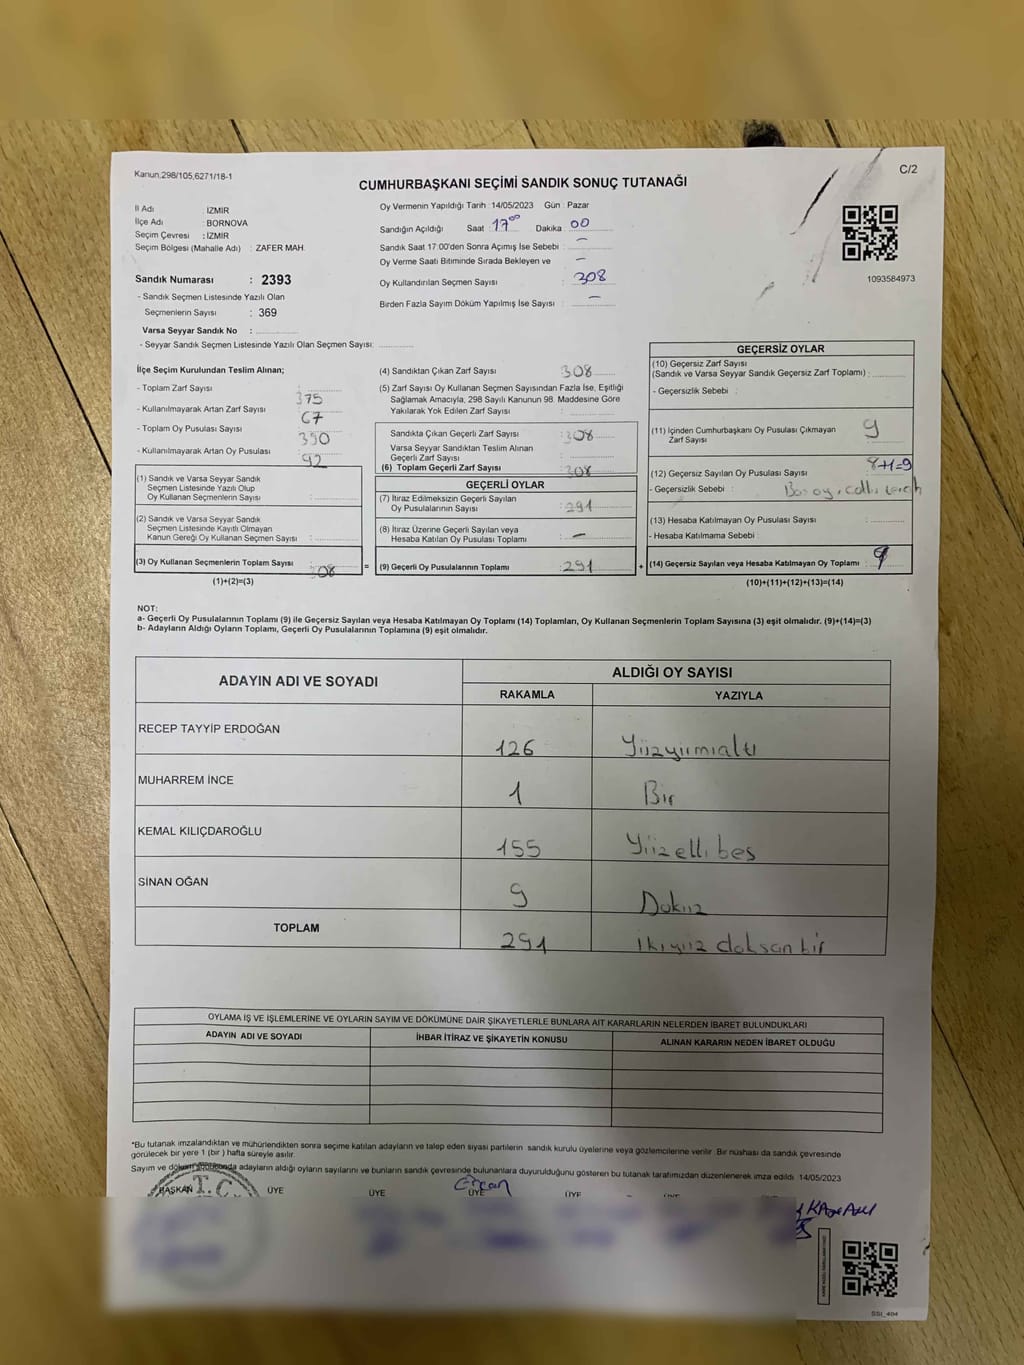 Kanun,298/105,6271/18-1
C/2
CUMHURBAŞKANI SEÇİMİ SANDIK SONUÇ TUTANAĞI
İl Adı : İZMİR
İlçe Adı : BORNOVA
Seçim Çevresi : İZMİR
Seçim Bölgesi (Mahalle Adı) : ZAFER MAH.
Sandık Numarası : 2393
- Sandık Seçmen Listesinde Yazılı Olan
Seçmenlerin Sayısı : 369
Varsa Seyyar Sandık No :
- Seyyar Sandık Seçmen Listesinde Yazılı Olan Seçmen Sayısı:
Oy Vermenin Yapıldığı Tarih : 14/05/2023 Gün : Pazar
Sandığın Açıldığı Saat : 17⁰⁰ Dakika 00
Sandık Saat 17:00'den Sonra Açımış İse Sebebi : –
Oy Verme Saati Bitiminde Sırada Bekleyen ve –
Oy Kullandırılan Seçmen Sayısı : 308
Birden Fazla Sayım Döküm Yapılmış İse Sayısı : –
1093584973
İlçe Seçim Kurulundan Teslim Alınan;
- Toplam Zarf Sayısı : 375
- Kullanılmayarak Artan Zarf Sayısı : 67
- Toplam Oy Pusulası Sayısı : 390
- Kullanılmayarak Artan Oy Pusulası : 92
(1) Sandık ve Varsa Seyyar Sandık
Seçmen Listesinde Yazılı Olup
Oy Kullanan Seçmenlerin Sayısı :
(2) Sandık ve Varsa Seyyar Sandık
Seçmen Listesinde Kayıtlı Olmayan
Kanun Gereği Oy Kullanan Seçmen Sayısı :
(3) Oy Kullanan Seçmenlerin Toplam Sayısı : 308
(1)+(2)=(3)
=
(4) Sandıktan Çıkan Zarf Sayısı 308
(5) Zarf Sayısı Oy Kullanan Seçmen Sayısından Fazla İse, Eşitliği
Sağlamak Amacıyla, 298 Sayılı Kanunun 98. Maddesine Göre
Yakılarak Yok Edilen Zarf Sayısı :
Sandıkta Çıkan Geçerli Zarf Sayısı : 308
Varsa Seyyar Sandıktan Teslim Alınan
Geçerli Zarf Sayısı :
(6) Toplam Geçerli Zarf Sayısı : 308
GEÇERLİ OYLAR
(7) İtiraz Edilmeksizin Geçerli Sayılan
Oy Pusulalarının Sayısı : 291
(8) İtiraz Üzerine Geçerli Sayılan veya
Hesaba Katılan Oy Pusulası Toplamı : –
(9) Geçerli Oy Pusulalarının Toplamı : 291
+
GEÇERSİZ OYLAR
(10) Geçersiz Zarf Sayısı
(Sandık ve Varsa Seyyar Sandık Geçersiz Zarf Toplamı) :
- Geçersizlik Sebebi :
(11) İçinden Cumhurbaşkanı Oy Pusulası Çıkmayan
Zarf Sayısı : 9
(12) Geçersiz Sayılan Oy Pusulası Sayısı : 8+1=9
- Geçersizlik Sebebi :
(13) Hesaba Katılmayan Oy Pusulası Sayısı :
- Hesaba Katılmama Sebebi :
(14) Geçersiz Sayılan veya Hesaba Katılmayan Oy Toplamı :
(10)+(11)+(12)+(13)=(14)
NOT:
a- Geçerli Oy Pusulalarının Toplamı (9) ile Geçersiz Sayılan veya Hesaba Katılmayan Oy Toplamı (14) Toplamları, Oy Kullanan Seçmenlerin Toplam Sayısına (3) eşit olmalıdır. (9)+(14)=(3)
b- Adayların Aldığı Oyların Toplamı, Geçerli Oy Pusulalarının Toplamına (9) eşit olmalıdır.
ADAYIN ADI VE SOYADI
ALDIĞI OY SAYISI
RAKAMLA YAZIYLA
RECEP TAYYİP ERDOĞAN 126 Yüzyirmialtı
MUHARREM İNCE 1 Bir
KEMAL KILIÇDAROĞLU 155 Yüzellibeş
SİNAN OĞAN 9 Dokuz
TOPLAM 291 ikiyüz doksan bir
OYLAMA İŞ VE İŞLEMLERİNE VE OYLARIN SAYIM VE DÖKÜMÜNE DAİR ŞİKAYETLERLE BUNLARA AİT KARARLARIN NELERDEN İBARET BULUNDUKLARI
ADAYIN ADI VE SOYADI İHBAR İTİRAZ VE ŞİKAYETİN KONUSU ALINAN KARARIN NEDEN İBARET OLDUĞU
*Bu tutanak imzalandıktan ve mühürlendikten sonra seçime katılan adayların ve talep eden siyasi partilerin sandık kurulu üyelerine veya gözlemcilerine verilir. Bir nüshası da sandık çevresinde
görülecek bir yere 1 (bir) hafta süreyle asılır.
Sayım ve döküm sonucunda adayların aldığı oyların sayılarını ve bunların sandık çevresinde bulunanlara duyurulduğunu gösteren bu tutanak tarafımızdan düzenlenerek imza edildi. 14/05/2023
BAŞKAN T.C. ÜYE ÜYE Ercan ÜYE ÜYE
SSI_404